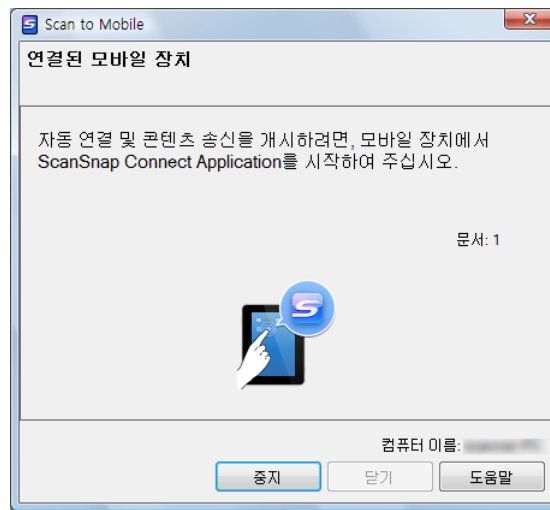 Scan to Mobile
연결된 모바일 장치
자동 연결 및 콘텐츠 송신을 개시하려면, 모바일 장치에서
ScanSnap Connect Application를 시작하여 주십시오.
문서: 1
컴퓨터 이름:
중지 닫기 도움말